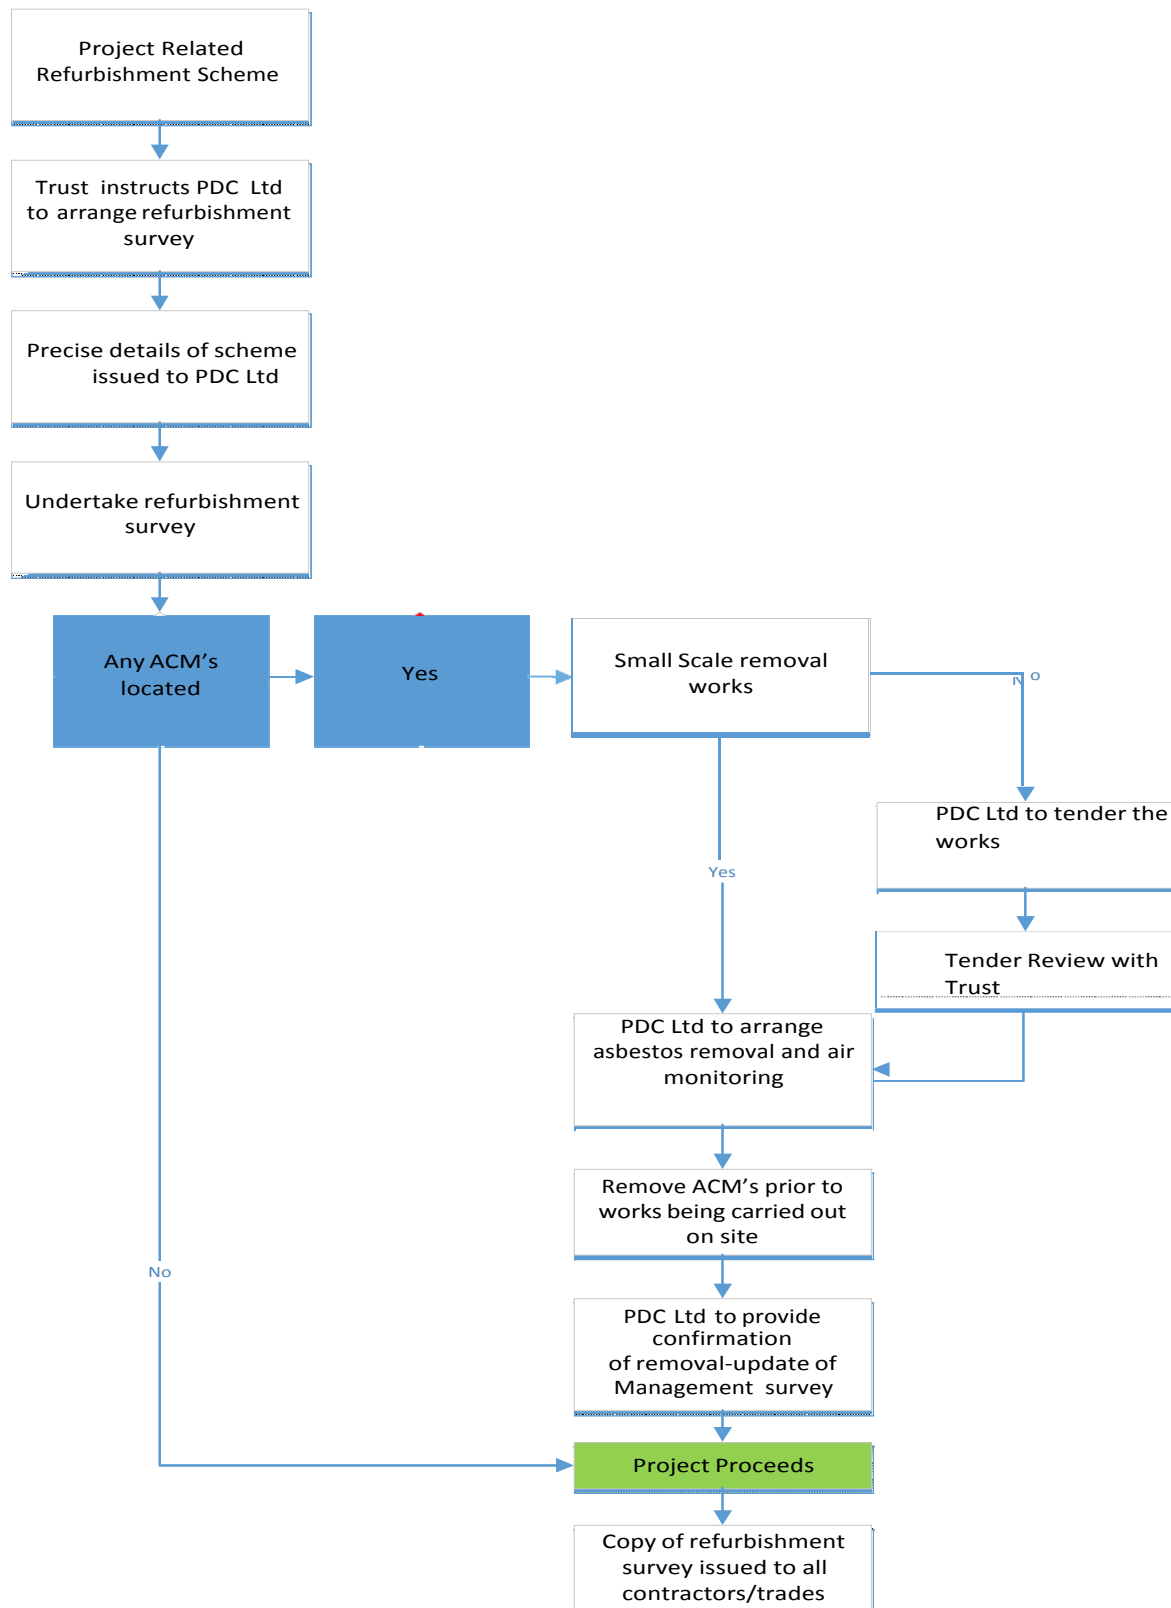 Project Related
Refurbishment Scheme
Trust instructs PDC Ltd
to arrange refurbishment
survey
Precise details of scheme
issued to PDC Ltd
Undertake refurbishment
survey
Any ACM’s
located
Yes
Small Scale removal
works
No
PDC Ltd to tender the
works
Yes
Tender Review with
Trust
PDC Ltd to arrange
asbestos removal and air
monitoring
Remove ACM’s prior to
works being carried out
on site
No
PDC Ltd to provide
confirmation
of removal-update of
Management survey
Project Proceeds
Copy of refurbishment
survey issued to all
contractors/trades